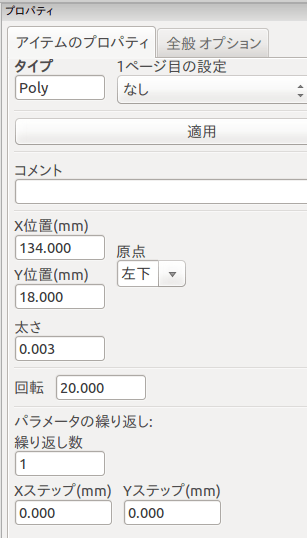 プロパティ
アイテムのプロパティ 全般 オプション
タイプ 1ページ目の設定
Poly なし
適用
コメント
X位置(mm)
134.000
原点
Y位置(mm)
左下
18.000
太さ
0.003
回転 20.000
パラメータの繰り返し:
繰り返し数
1
Xステップ(mm) Yステップ(mm)
0.000 0.000